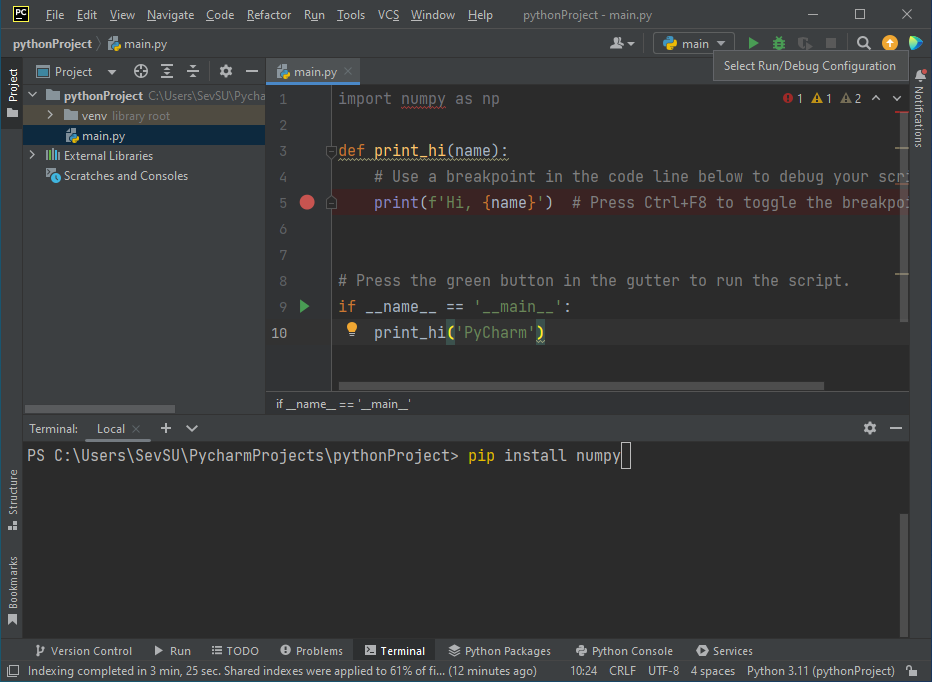 PC File Edit View Navigate Code Refactor Run Tools VCS Window Help pythonProject - main.py
pythonProject main.py main
Select Run/Debug Configuration
Project
Project
main.py
pythonProject C:\Users\SevSU\Pycha
venv library root
main.py
External Libraries
Scratches and Consoles
1 import numpy as np
1 1 2
2
3 def print_hi(name):
4 # Use a breakpoint in the code line below to debug your scri
5 print(f'Hi, {name}') # Press Ctrl+F8 to toggle the breakpoi
6
7
8 # Press the green button in the gutter to run the script.
9 if __name__ == '__main__':
10 print_hi('PyCharm')
if __name__ == '__main__'
Notifications
Terminal: Local
PS C:\Users\SevSU\PycharmProjects\pythonProject> pip install numpy
Structure
Bookmarks
Version Control Run TODO Problems Terminal Python Packages Python Console Services
Indexing completed in 3 min, 25 sec. Shared indexes were applied to 61% of fi... (12 minutes ago) 10:24 CRLF UTF-8 4 spaces Python 3.11 (pythonProject)